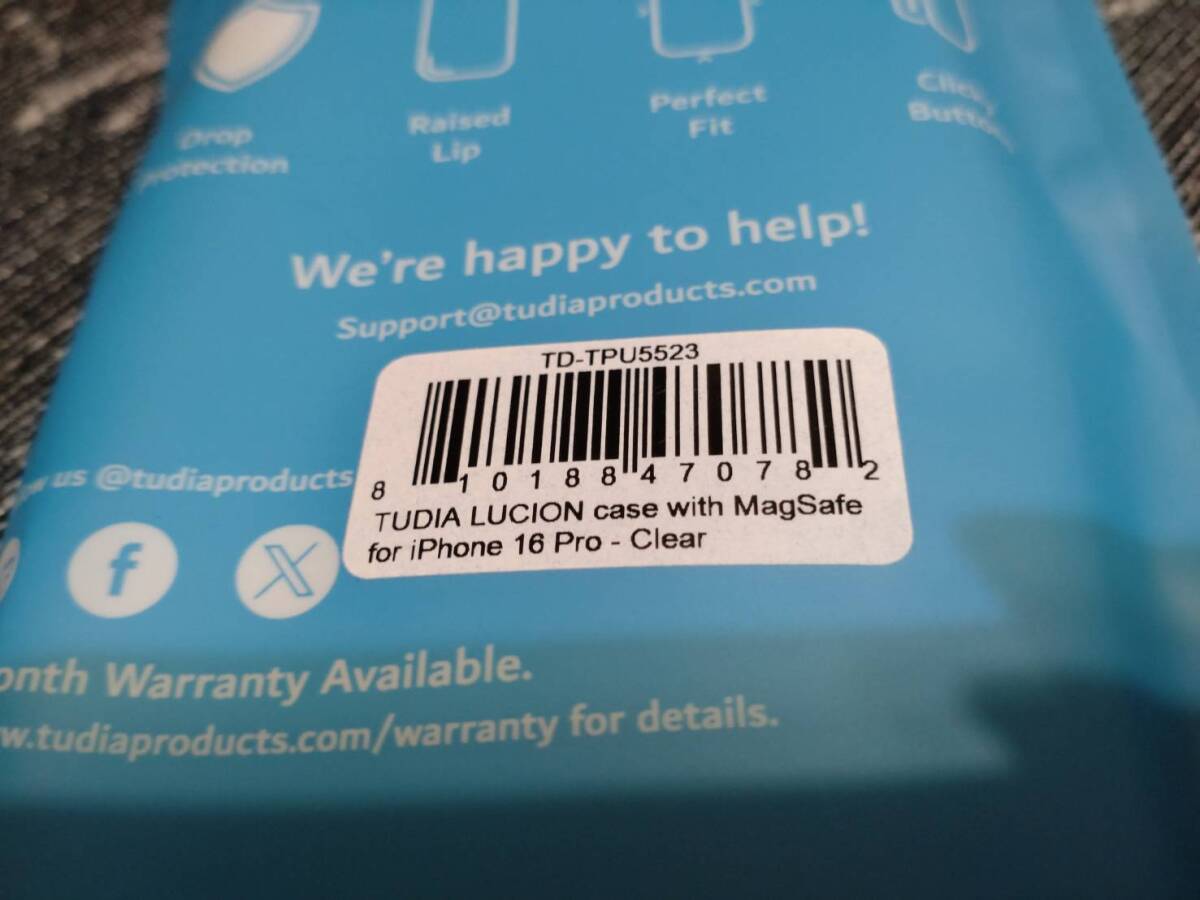 Drop
Protection
Raised
Lip
Perfect
Fit
Clicky
Button
We're happy to help!
Support@tudiaproducts.com
TD-TPU5523
8 10188 47078 2
TUDIA LUCION case with MagSafe
for iPhone 16 Pro - Clear
us @tudiaproducts
f
X
onth Warranty Available.
w.tudiaproducts.com/warranty for details.